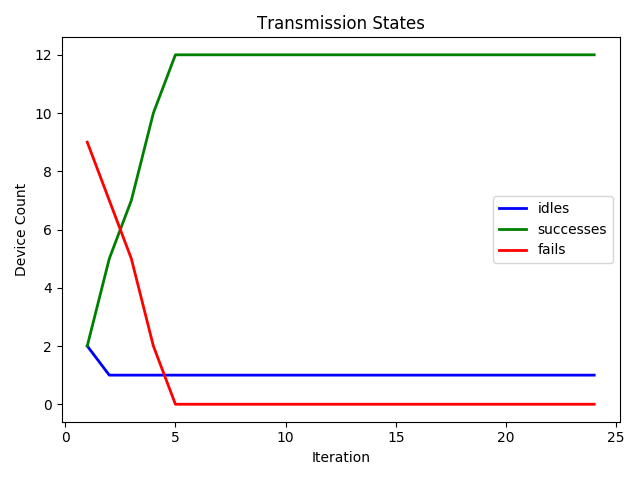 Transmission States
Device Count
12
10
8
6
4
2
0
idles
successes
fails
0 5 10 15 20 25
Iteration